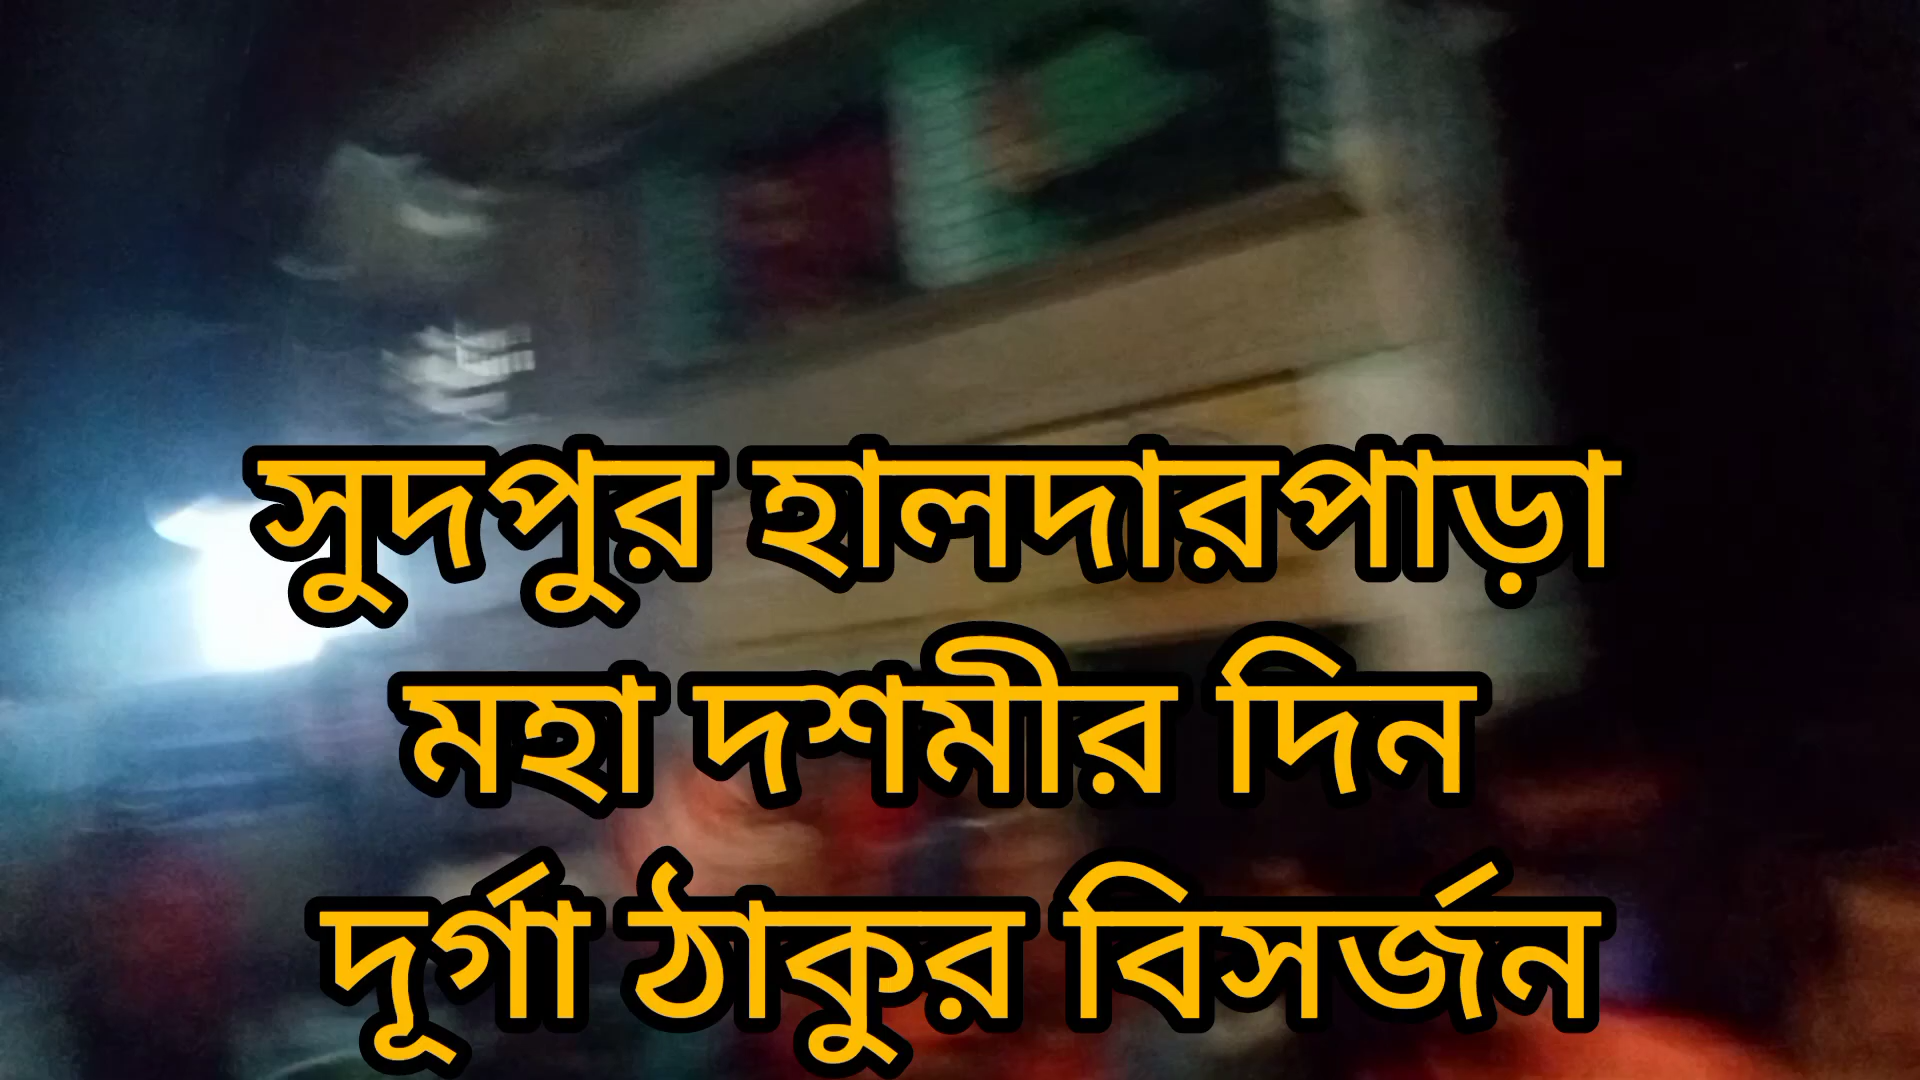 সুদপুর হালদারপাড়া
মহা দশমীর দিন
দূর্গা ঠাকুর বিসর্জন